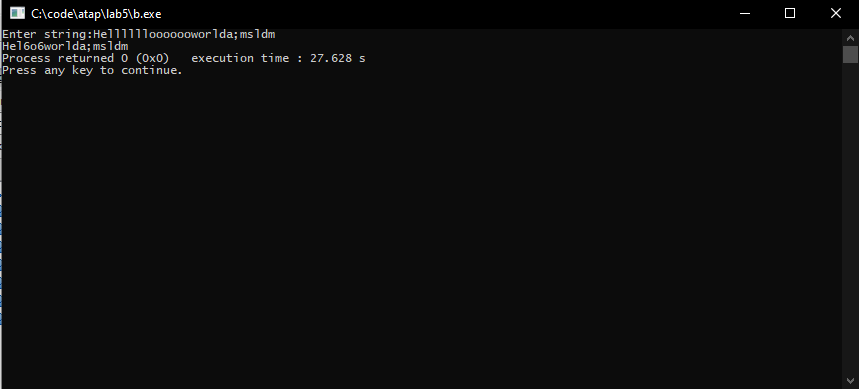 C:\code\atap\lab5\b.exe
Enter string:Hellllllooooooworlda;msldm
Hel6o6worlda;msldm
Process returned 0 (0x0)   execution time : 27.628 s
Press any key to continue.